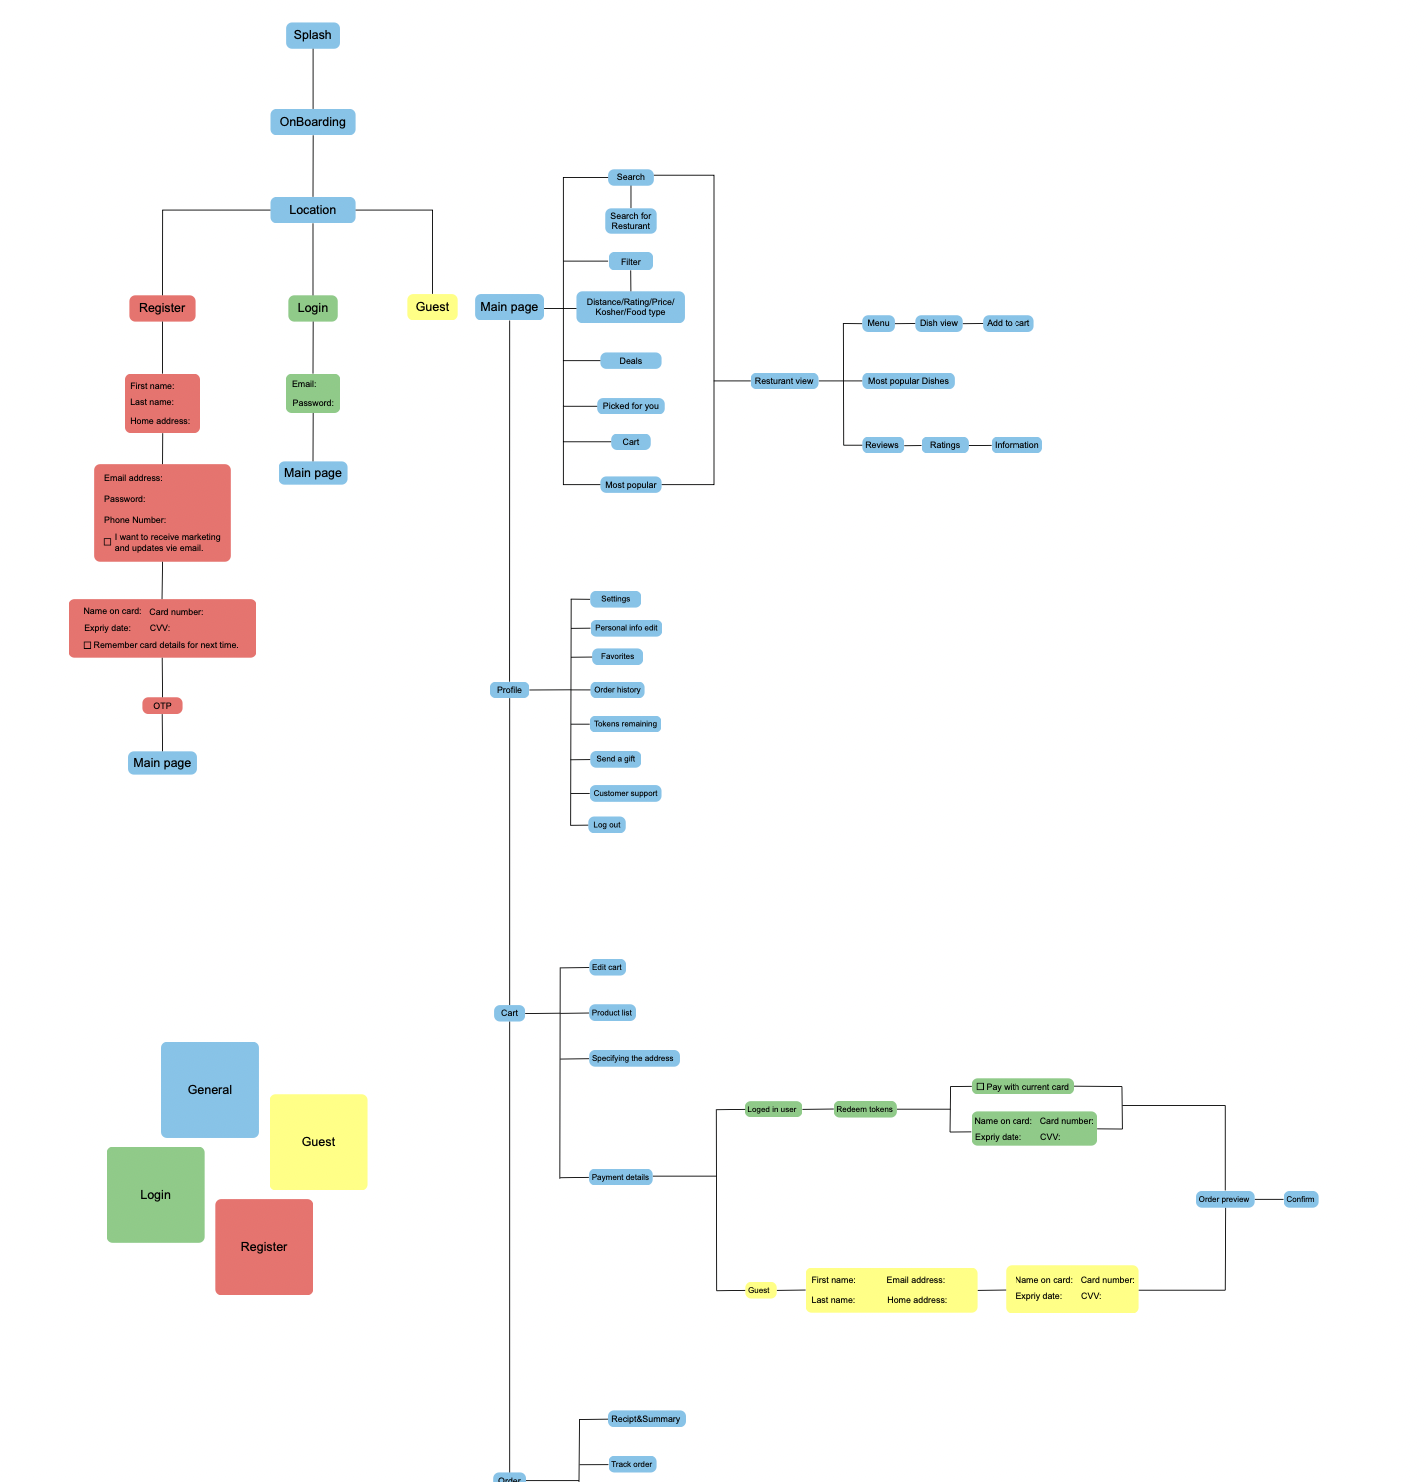 Splash
OnBoarding
Location
Register
Login
Guest
First name:
Last name:
Home address:
Email:
Password:
Main page
Email address:
Password:
Phone Number:
I want to receive marketing
and updates vie email.
Name on card: Card number:
Expriy date: CVV:
Remember card details for next time.
OTP
Main page
Main page
Search
Search for
Resturant
Filter
Distance/Rating/Price/
Kosher/Food type
Deals
Picked for you
Cart
Most popular
Resturant view
Menu
Dish view
Add to cart
Most popular Dishes
Reviews
Ratings
Information
Profile
Settings
Personal info edit
Favorites
Order history
Tokens remaining
Send a gift
Customer support
Log out
Cart
Edit cart
Product list
Specifying the address
Payment details
Loged in user
Redeem tokens
Pay with current card
Name on card: Card number:
Expriy date: CVV:
Guest
First name: Email address:
Last name: Home address:
Name on card: Card number:
Expriy date: CVV:
Order preview
Confirm
Order
Recipt&Summary
Track order
General
Guest
Login
Register